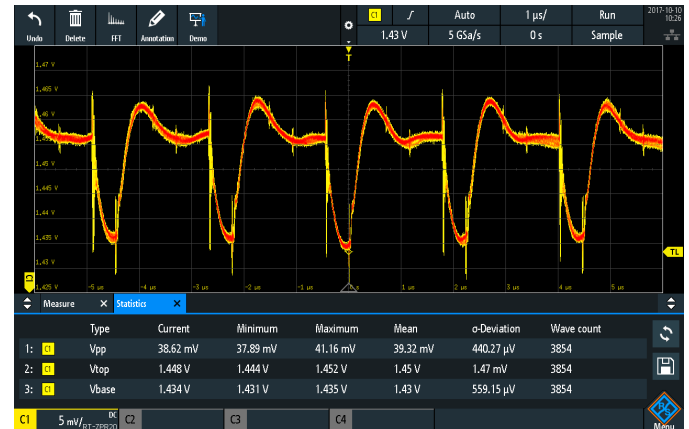 C1 Auto 1 µs/ Run 2017-10-10
10:26
Undo Delete FFT Annotation Demo 1.43 V 5 GSa/s 0 s Sample
T
1.47 V
1.465 V
1.46 V
1.45 V
1.445 V
1.44 V
1.435 V
1.43 V
TL
C1
1.425 V -5 µs -4 µs -3 µs -2 µs -1 µs 0 s 1 µs 2 µs 3 µs 4 µs 5 µs
Measure × Statistics ×
Type Current Minimum Maximum Mean σ-Deviation Wave count
1: C1 Vpp 38.62 mV 37.89 mV 41.16 mV 39.32 mV 440.27 µV 3854
2: C1 Vtop 1.448 V 1.444 V 1.452 V 1.45 V 1.47 mV 3854
3: C1 Vbase 1.434 V 1.431 V 1.435 V 1.43 V 559.15 µV 3854
C1 5 mV/ DC RT-ZPR20 C2 C3 C4 R&S
Menu